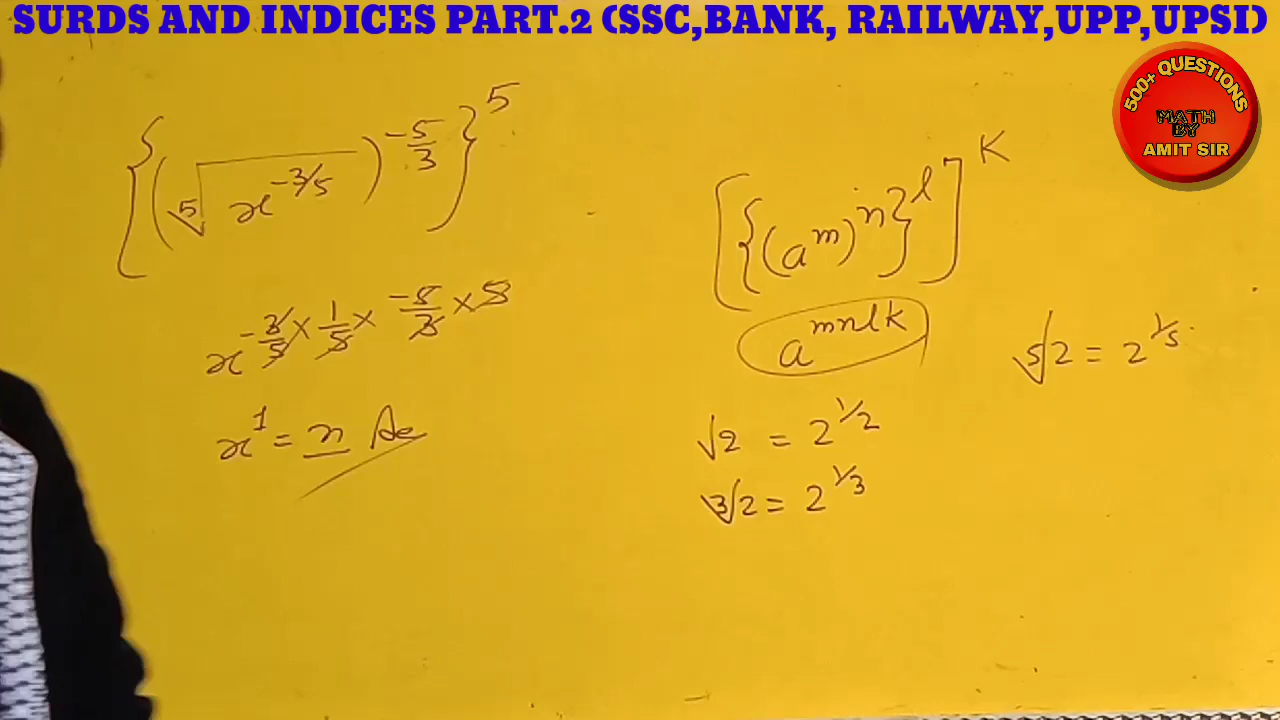 SURDS AND INDICES PART.2 (SSC,BANK, RAILWAY,UPP,UPSI)
500+ QUESTIONS
MATH
BY
AMIT SIR
{(⁵√x^-3/5)^-5/3}^5
x^-3/5 × 1/5 × -5/3 × 5
x^1 = x
[{(a^m)^n}^l]^K
a^mnlk
√2 = 2^1/2
³√2 = 2^1/3
⁵√2 = 2^1/5